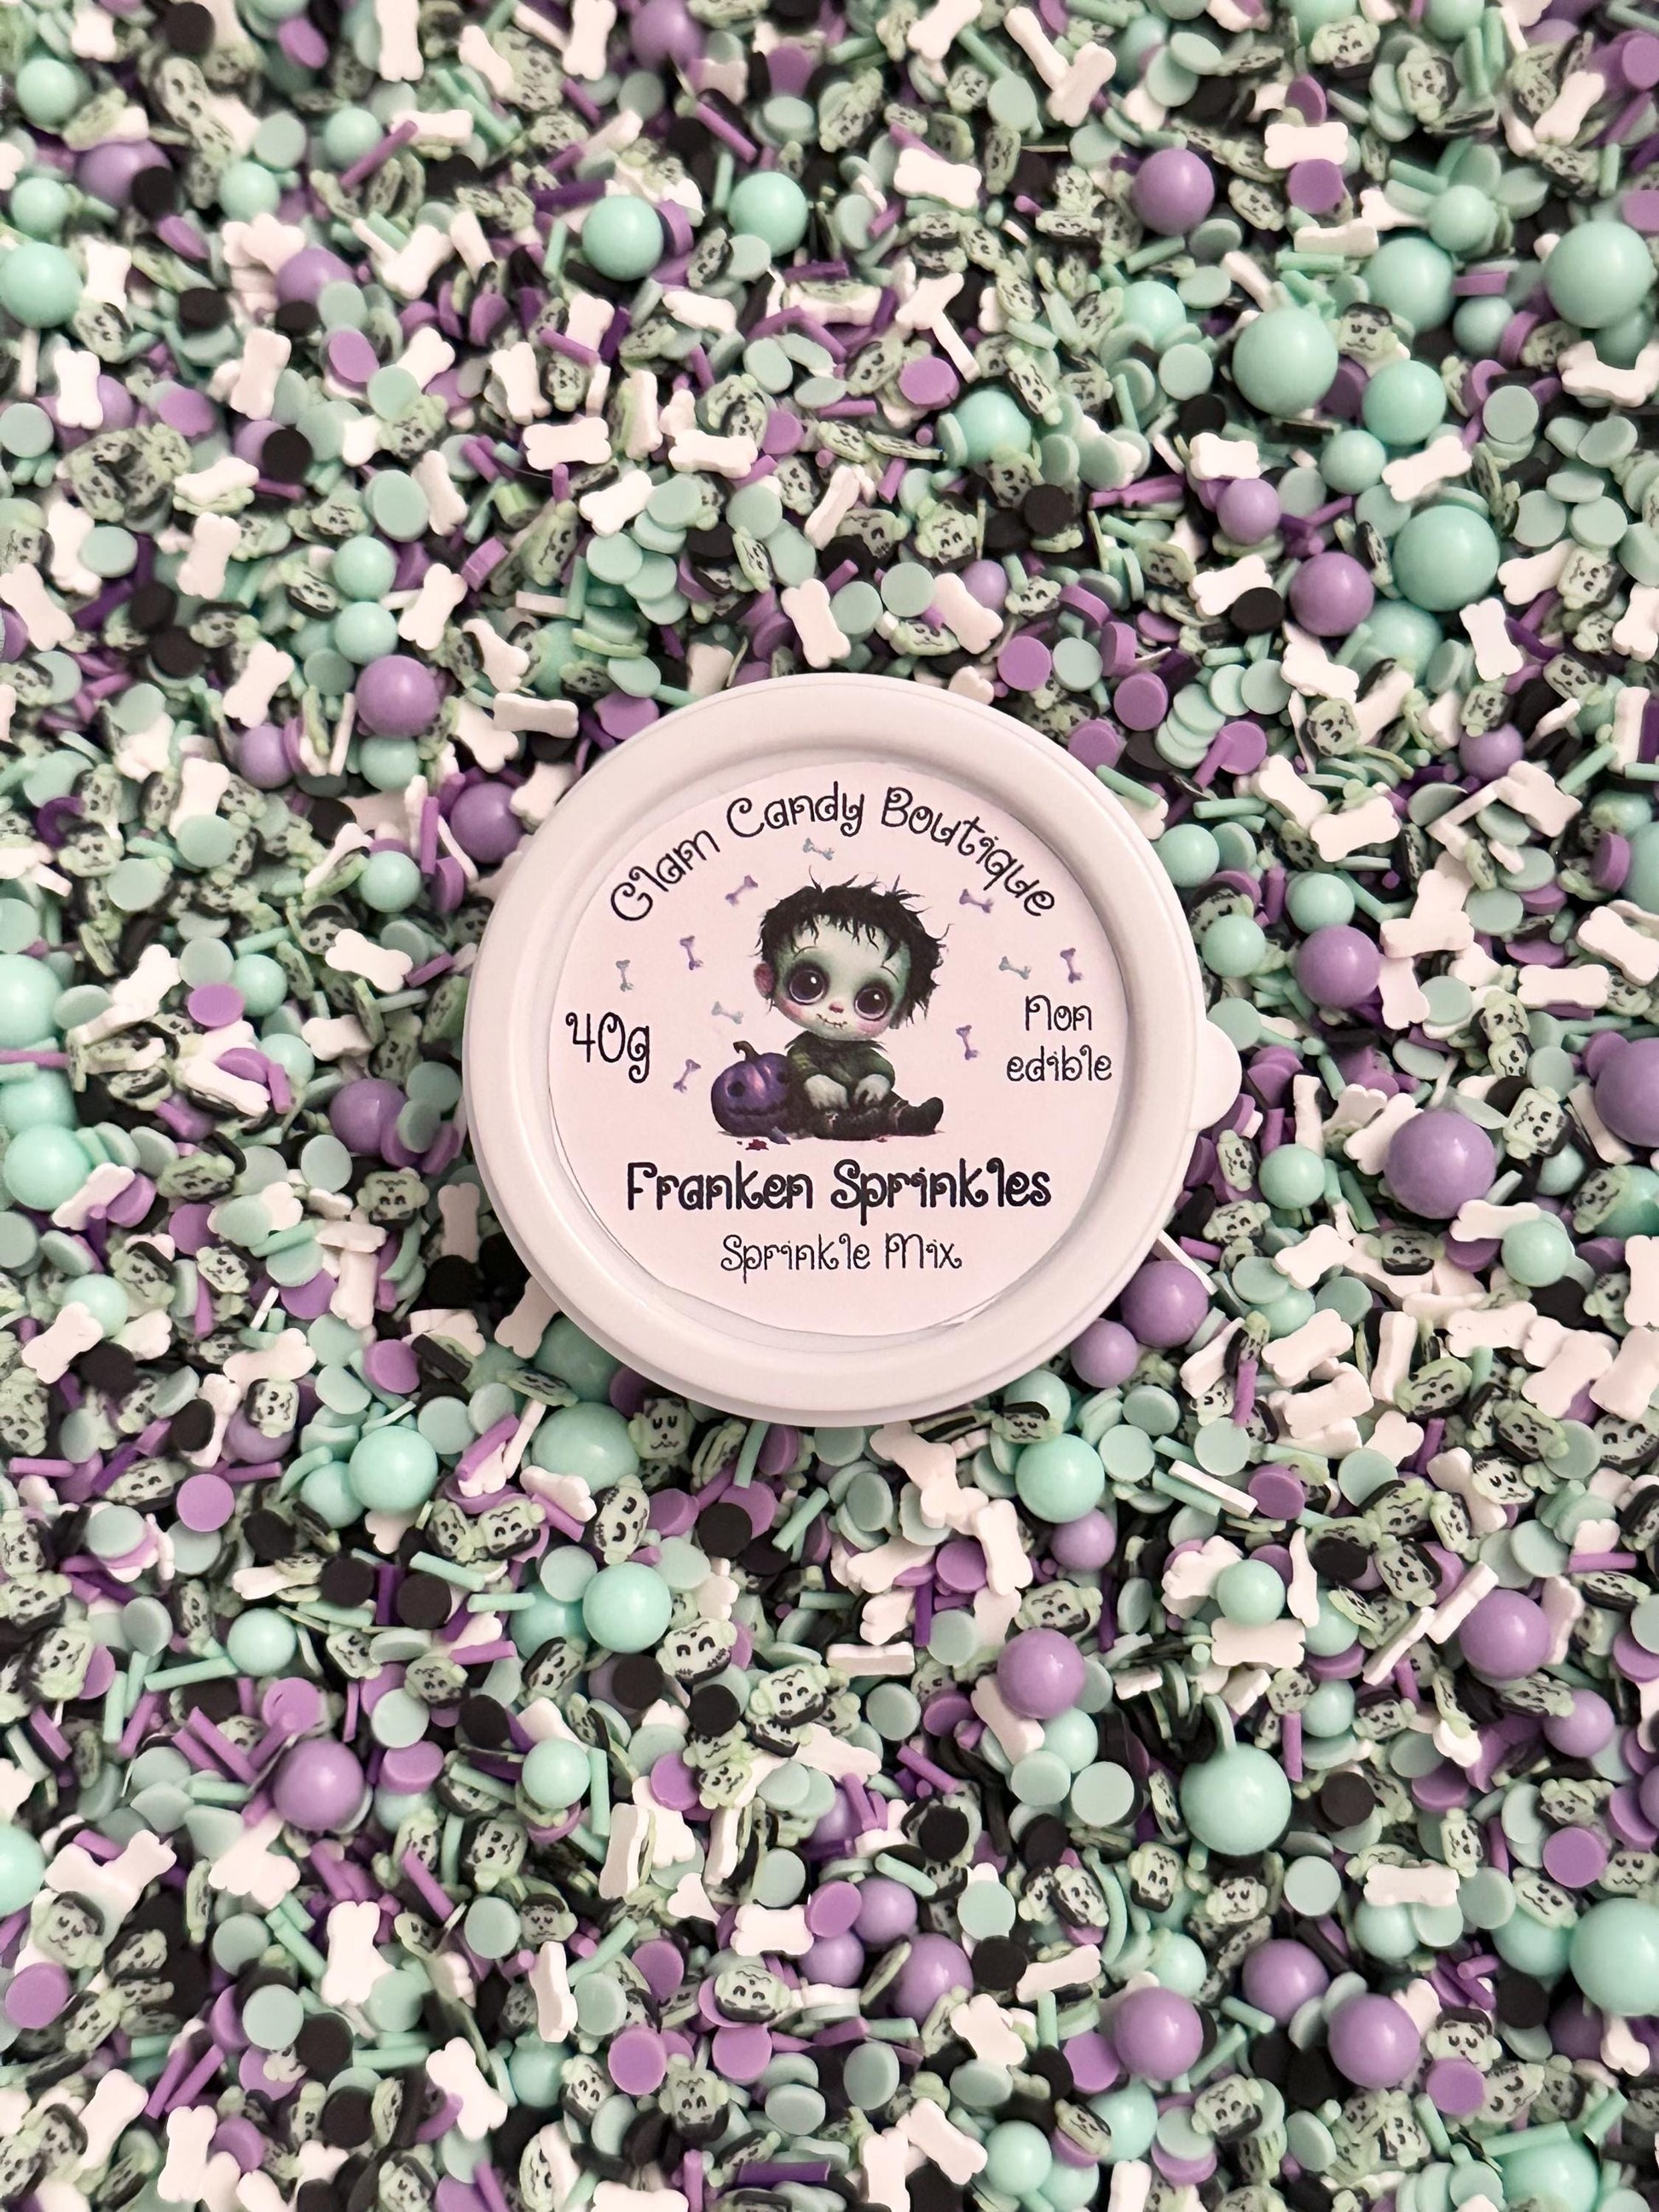 Glam Candy Boutique
40g
Non
edible
Franken Sprinkles
Sprinkle Mix